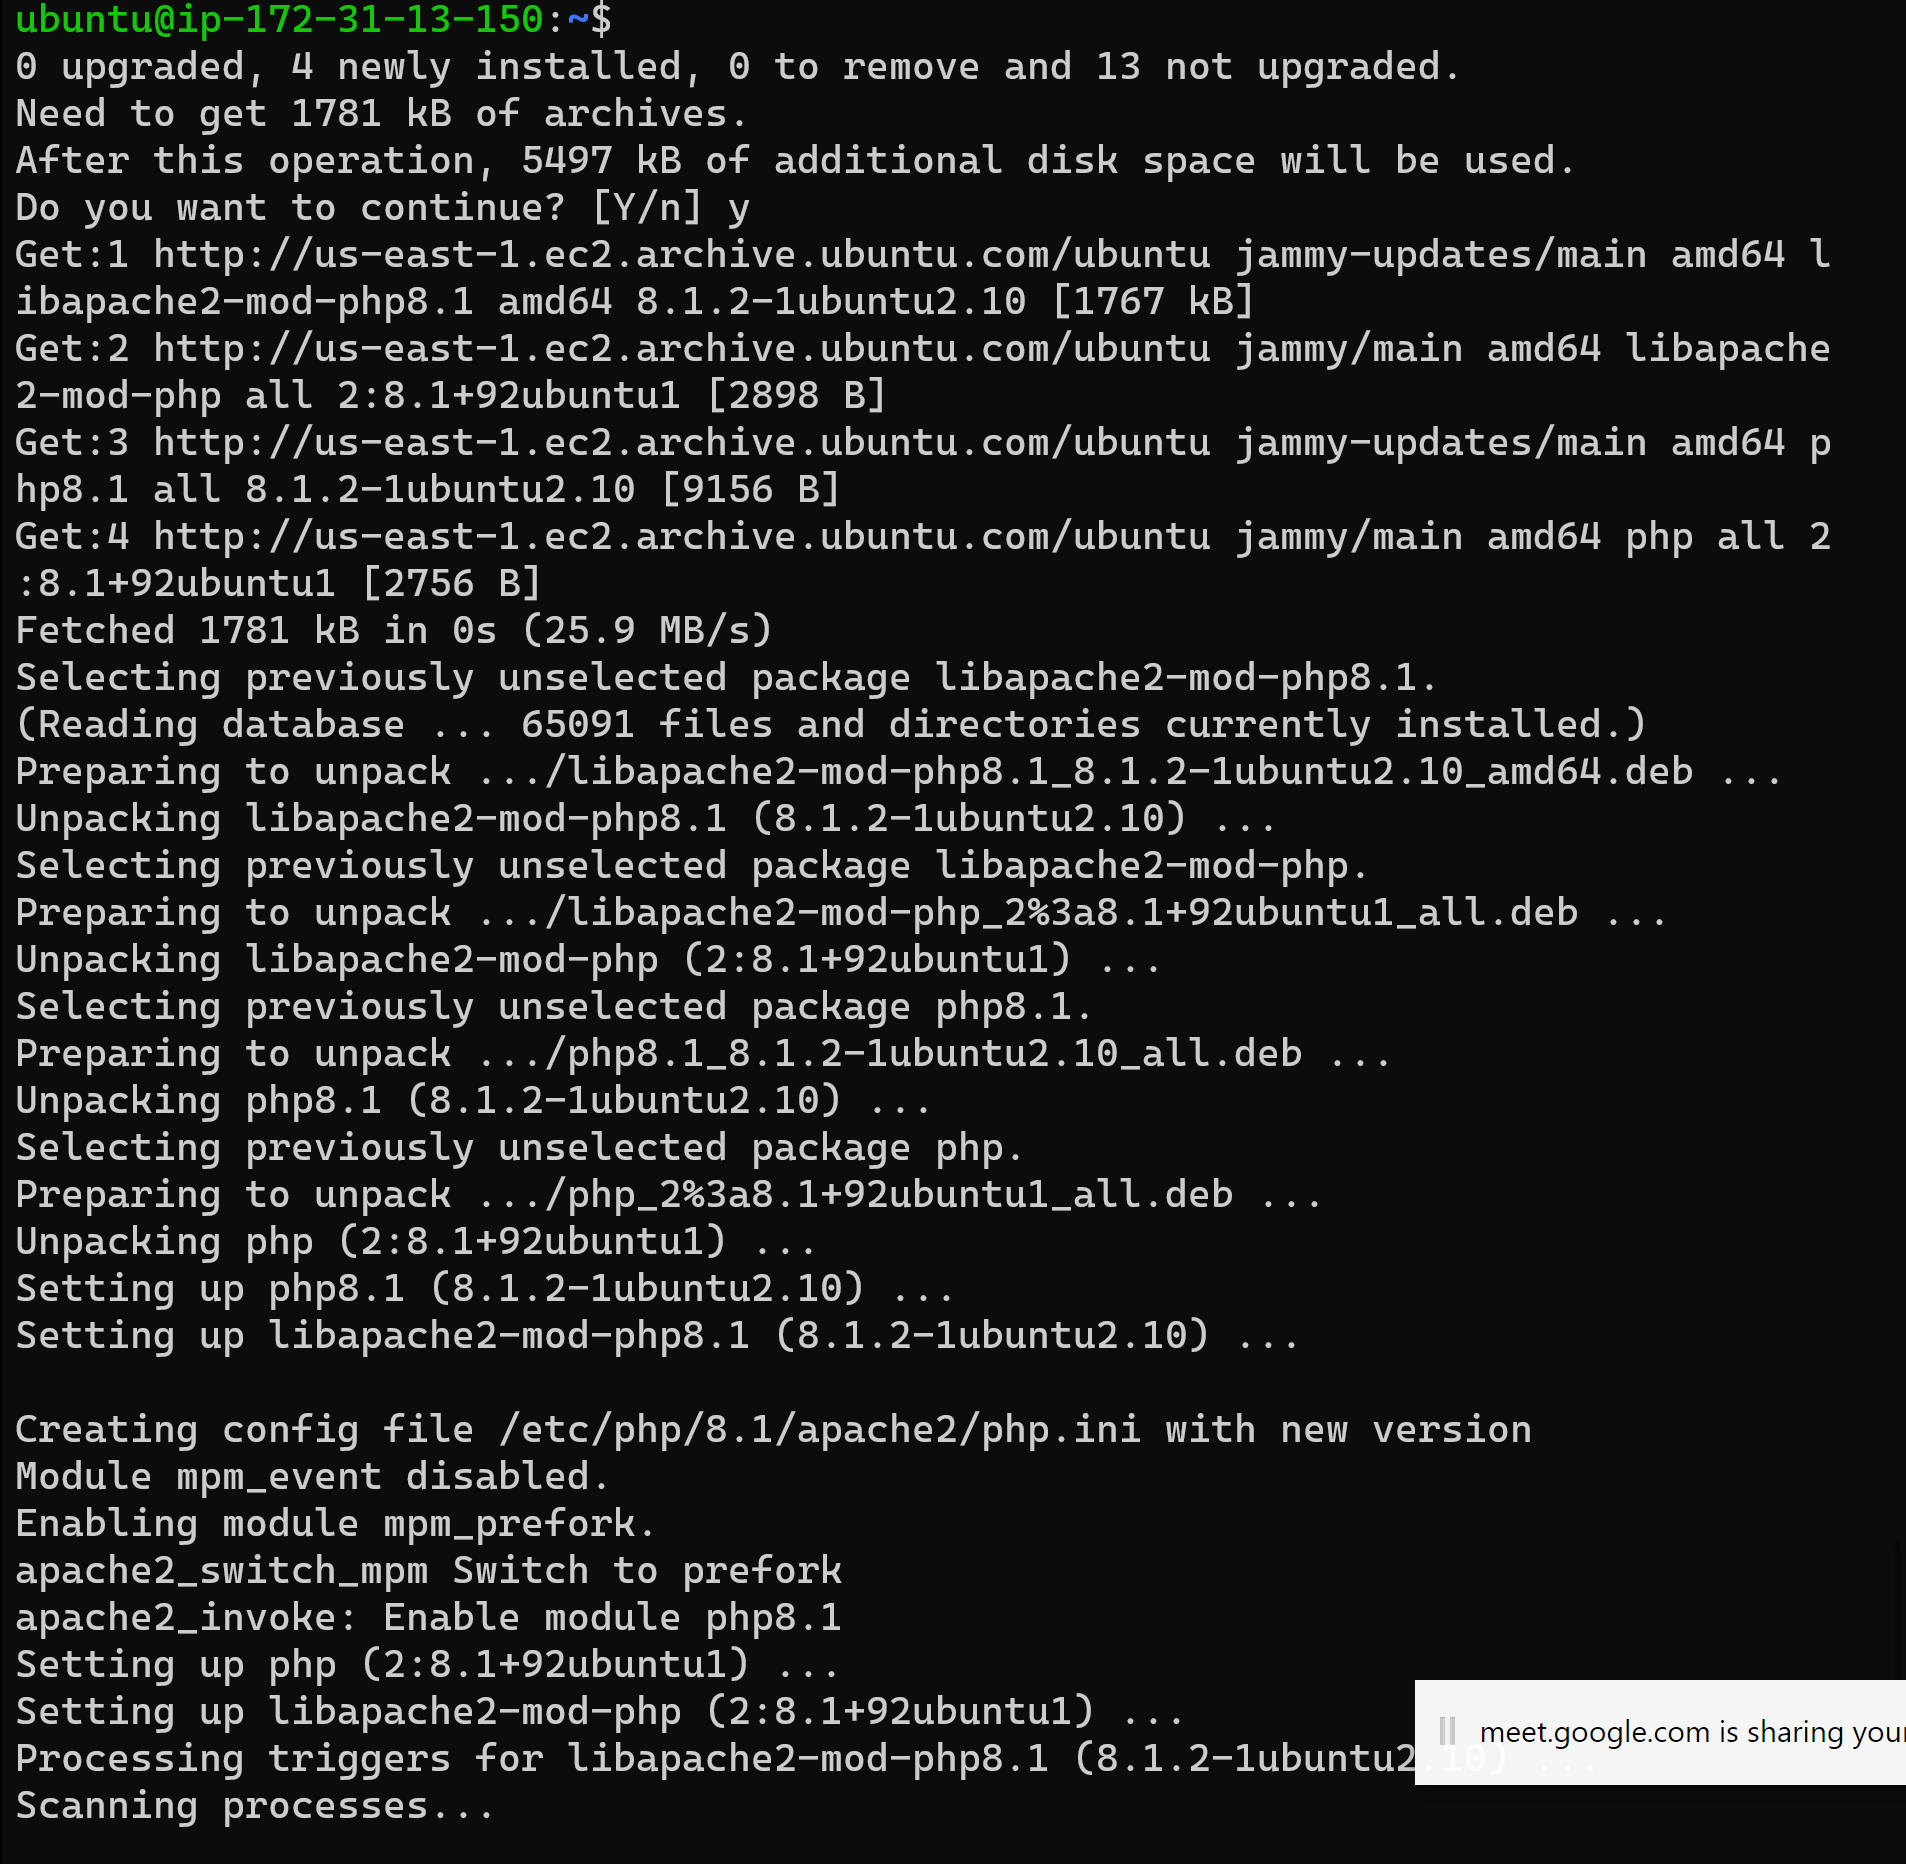 ubuntu@ip-172-31-13-150:~$
0 upgraded, 4 newly installed, 0 to remove and 13 not upgraded.
Need to get 1781 kB of archives.
After this operation, 5497 kB of additional disk space will be used.
Do you want to continue? [Y/n] y
Get:1 http://us-east-1.ec2.archive.ubuntu.com/ubuntu jammy-updates/main amd64 l
ibapache2-mod-php8.1 amd64 8.1.2-1ubuntu2.10 [1767 kB]
Get:2 http://us-east-1.ec2.archive.ubuntu.com/ubuntu jammy/main amd64 libapache
2-mod-php all 2:8.1+92ubuntu1 [2898 B]
Get:3 http://us-east-1.ec2.archive.ubuntu.com/ubuntu jammy-updates/main amd64 p
hp8.1 all 8.1.2-1ubuntu2.10 [9156 B]
Get:4 http://us-east-1.ec2.archive.ubuntu.com/ubuntu jammy/main amd64 php all 2
:8.1+92ubuntu1 [2756 B]
Fetched 1781 kB in 0s (25.9 MB/s)
Selecting previously unselected package libapache2-mod-php8.1.
(Reading database ... 65091 files and directories currently installed.)
Preparing to unpack .../libapache2-mod-php8.1_8.1.2-1ubuntu2.10_amd64.deb ...
Unpacking libapache2-mod-php8.1 (8.1.2-1ubuntu2.10) ...
Selecting previously unselected package libapache2-mod-php.
Preparing to unpack .../libapache2-mod-php_2%3a8.1+92ubuntu1_all.deb ...
Unpacking libapache2-mod-php (2:8.1+92ubuntu1) ...
Selecting previously unselected package php8.1.
Preparing to unpack .../php8.1_8.1.2-1ubuntu2.10_all.deb ...
Unpacking php8.1 (8.1.2-1ubuntu2.10) ...
Selecting previously unselected package php.
Preparing to unpack .../php_2%3a8.1+92ubuntu1_all.deb ...
Unpacking php (2:8.1+92ubuntu1) ...
Setting up php8.1 (8.1.2-1ubuntu2.10) ...
Setting up libapache2-mod-php8.1 (8.1.2-1ubuntu2.10) ...
Creating config file /etc/php/8.1/apache2/php.ini with new version
Module mpm_event disabled.
Enabling module mpm_prefork.
apache2_switch_mpm Switch to prefork
apache2_invoke: Enable module php8.1
Setting up php (2:8.1+92ubuntu1) ...
Setting up libapache2-mod-php (2:8.1+92ubuntu1) ...
meet.google.com is sharing your
Processing triggers for libapache2-mod-php8.1 (8.1.2-1ubuntu2.10) ...
Scanning processes...